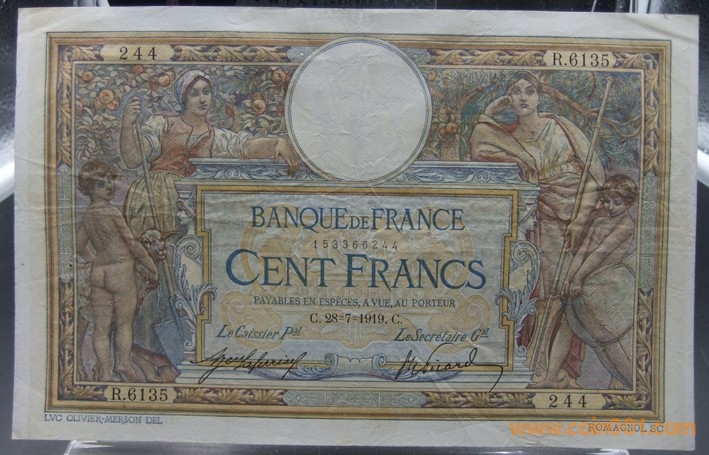 244
R.6135
BANQUE DE FRANCE
153366244
CENT FRANCS
PAYABLES EN ESPÈCES, A VUE, AU PORTEUR
C. 28=7=1919. C.
Le Caissier Pal
Le Secrétaire Gal
R.6135
244
LVC OLIVIER-MERSON DEL
ROMAGNOL SC